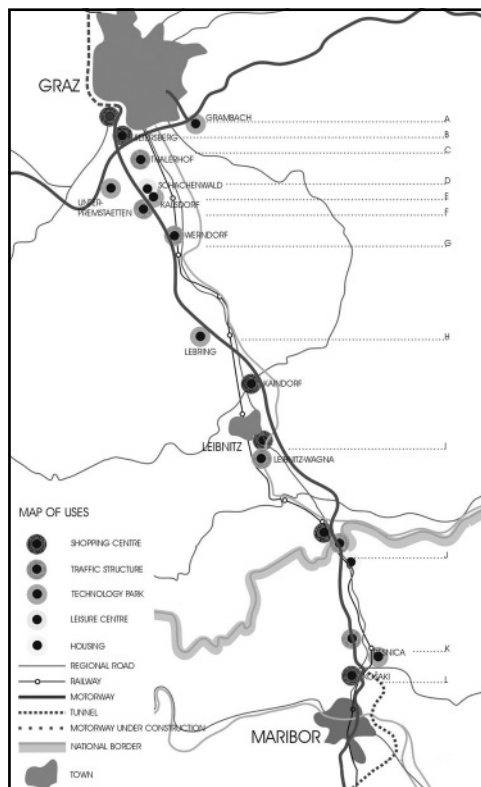 GRAZ
GRAMBACH
A
B
C
THALERHOF
SCHACHENWALD
D
KALSDORF
E
UNTER-
PREMSTAETTEN
F
WERNDORF
G
H
LEBRING
KAINDORF
LEIBNITZ
I
LEIBNITZ-WAGNA
MAP OF USES
SHOPPING CENTRE
TRAFFIC STRUCTURE
J
TECHNOLOGY PARK
LEISURE CENTRE
HOUSING
K
REGIONAL ROAD
RAILWAY
L
MOTORWAY
TUNNEL
MOTORWAY UNDER CONSTRUCTION
MARIBOR
NATIONAL BORDER
TOWN